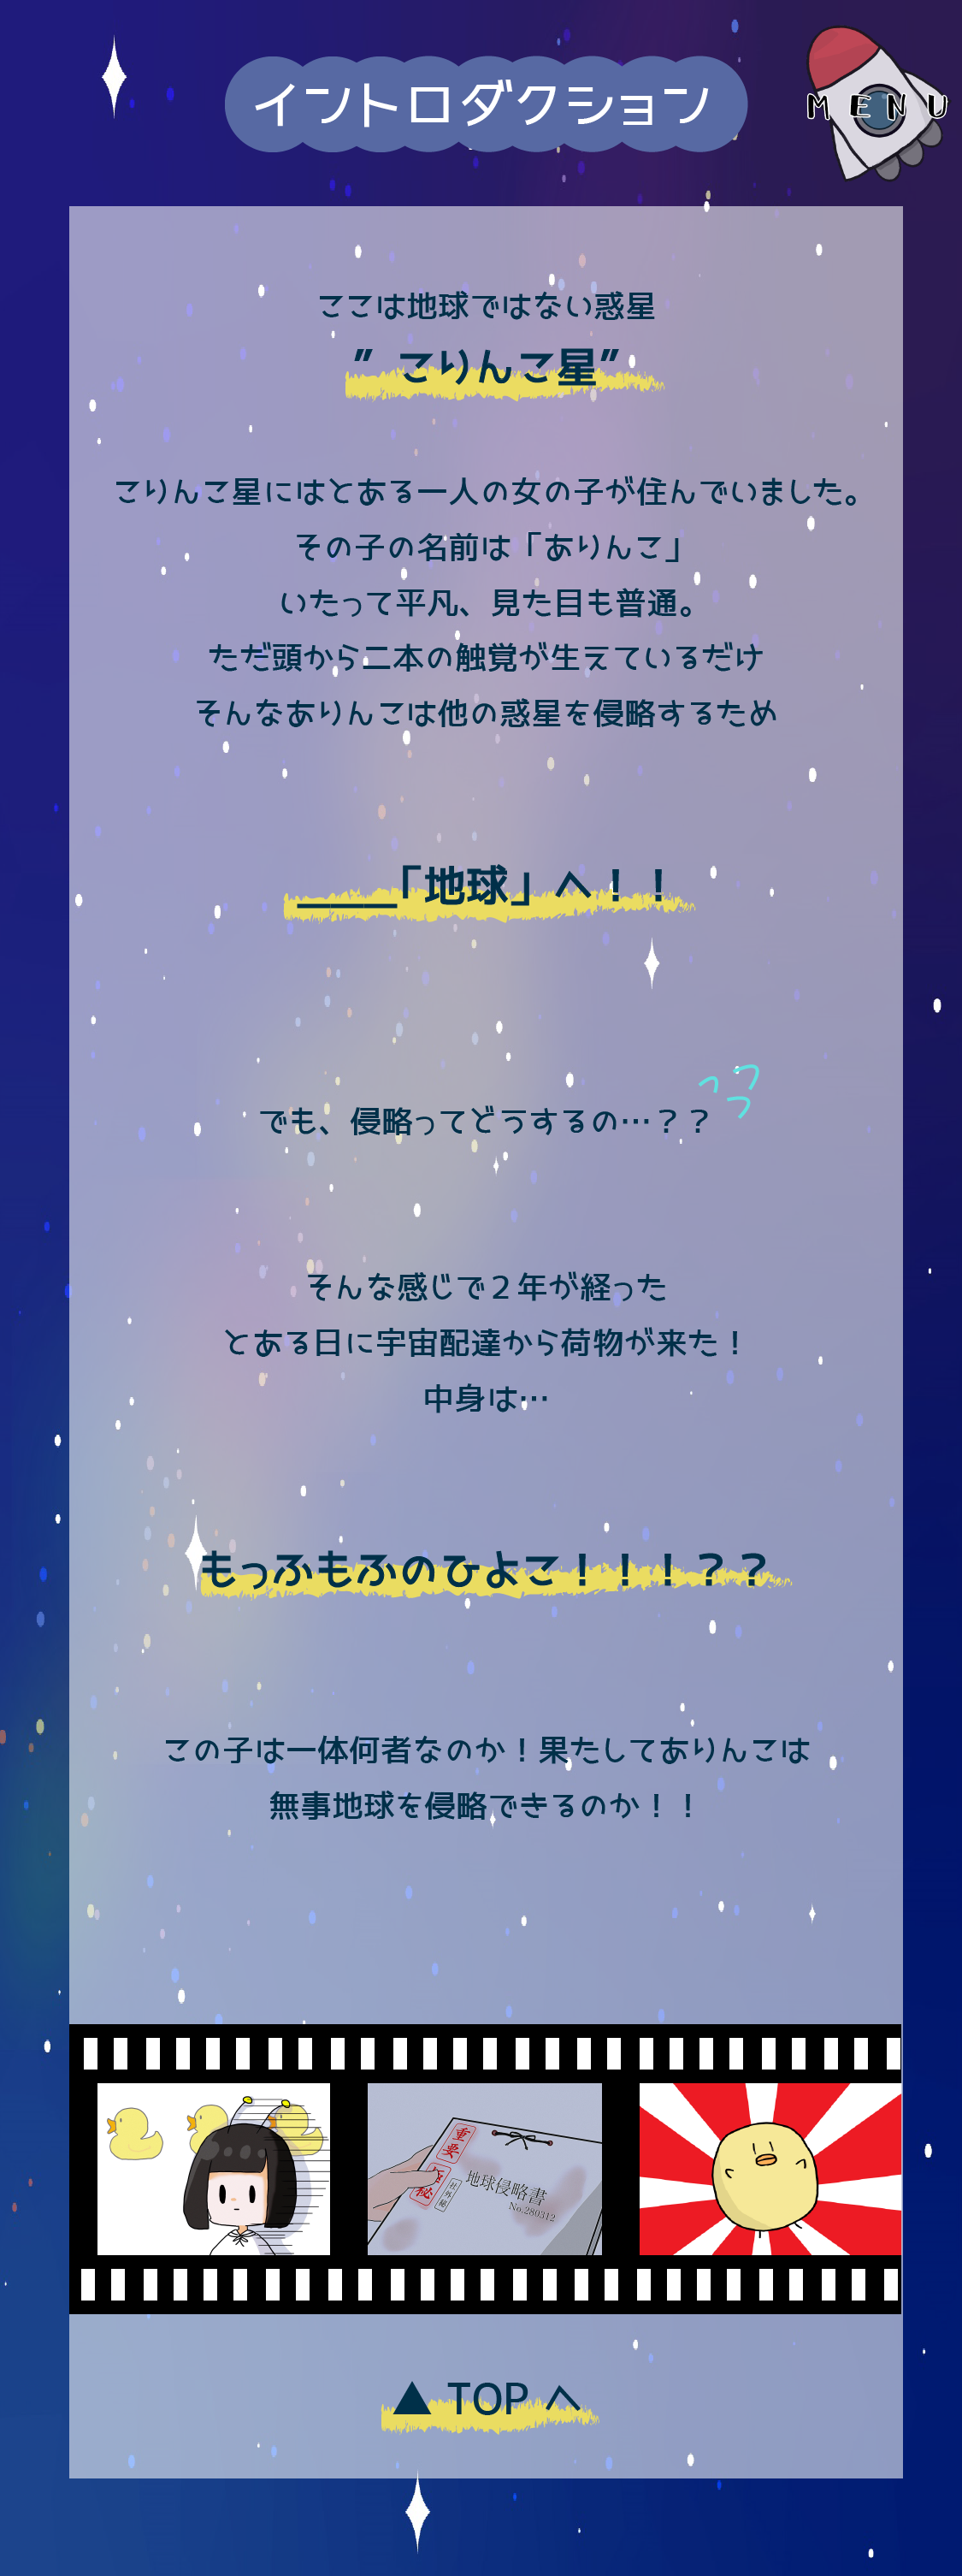 イントロダクション
MENU
ここは地球ではない惑星
” こりんこ星”
こりんこ星にはとある一人の女の子が住んでいました。
その子の名前は「ありんこ」
いたって平凡、見た目も普通。
ただ頭から二本の触覚が生えているだけ
そんなありんこは他の惑星を侵略するため
___「地球」へ！！
でも、侵略ってどうするの…？？
そんな感じで２年が経った
とある日に宇宙配達から荷物が来た！
中身は…
もっふもふのひよこ！！！？？
この子は一体何者なのか！果たしてありんこは
無事地球を侵略できるのか！！
重要
秘
社外秘
地球侵略書
No.280312
▲ TOP へ